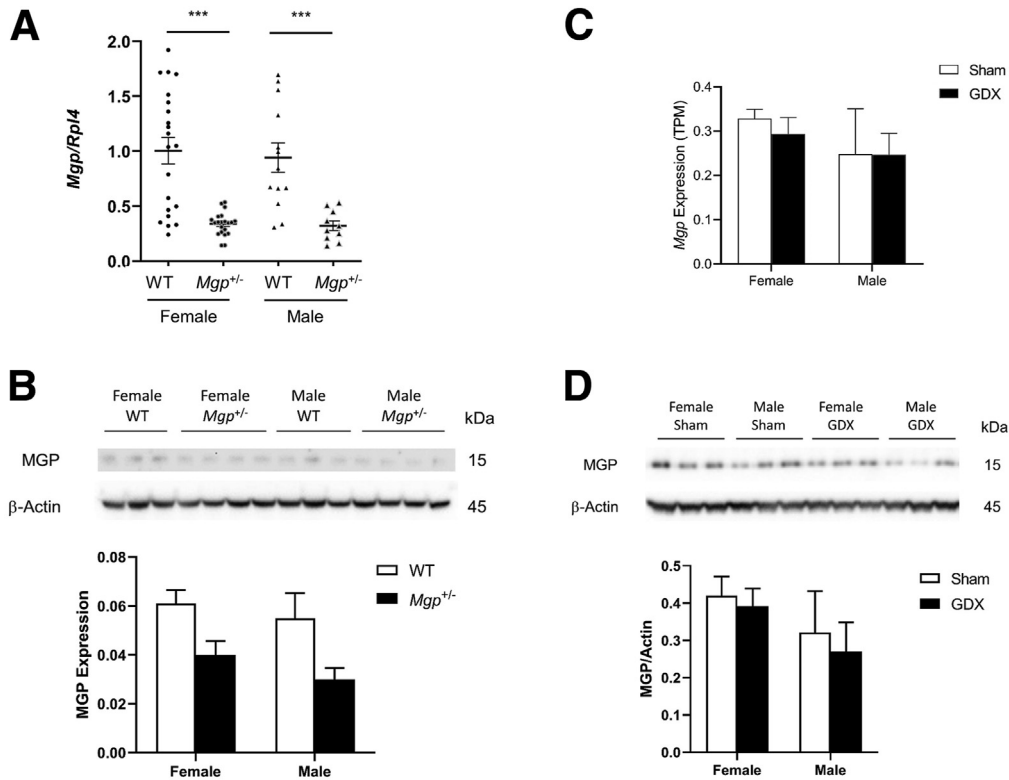 A
***
***
Mgp/Rpl4
2.0
1.5
1.0
0.5
0.0
WT
Mgp+/-
WT
Mgp+/-
Female
Male
C
Sham
GDX
Mgp Expression (TPM)
0.4
0.3
0.2
0.1
0.0
Female
Male
B
Female
WT
Female
Mgp+/-
Male
WT
Male
Mgp+/-
kDa
MGP
15
β-Actin
45
MGP Expression
0.08
0.06
0.04
0.02
0.00
WT
Mgp+/-
Female
Male
D
Female
Sham
Male
Sham
Female
GDX
Male
GDX
kDa
MGP
15
β-Actin
45
MGP/Actin
0.5
0.4
0.3
0.2
0.1
0.0
Sham
GDX
Female
Male